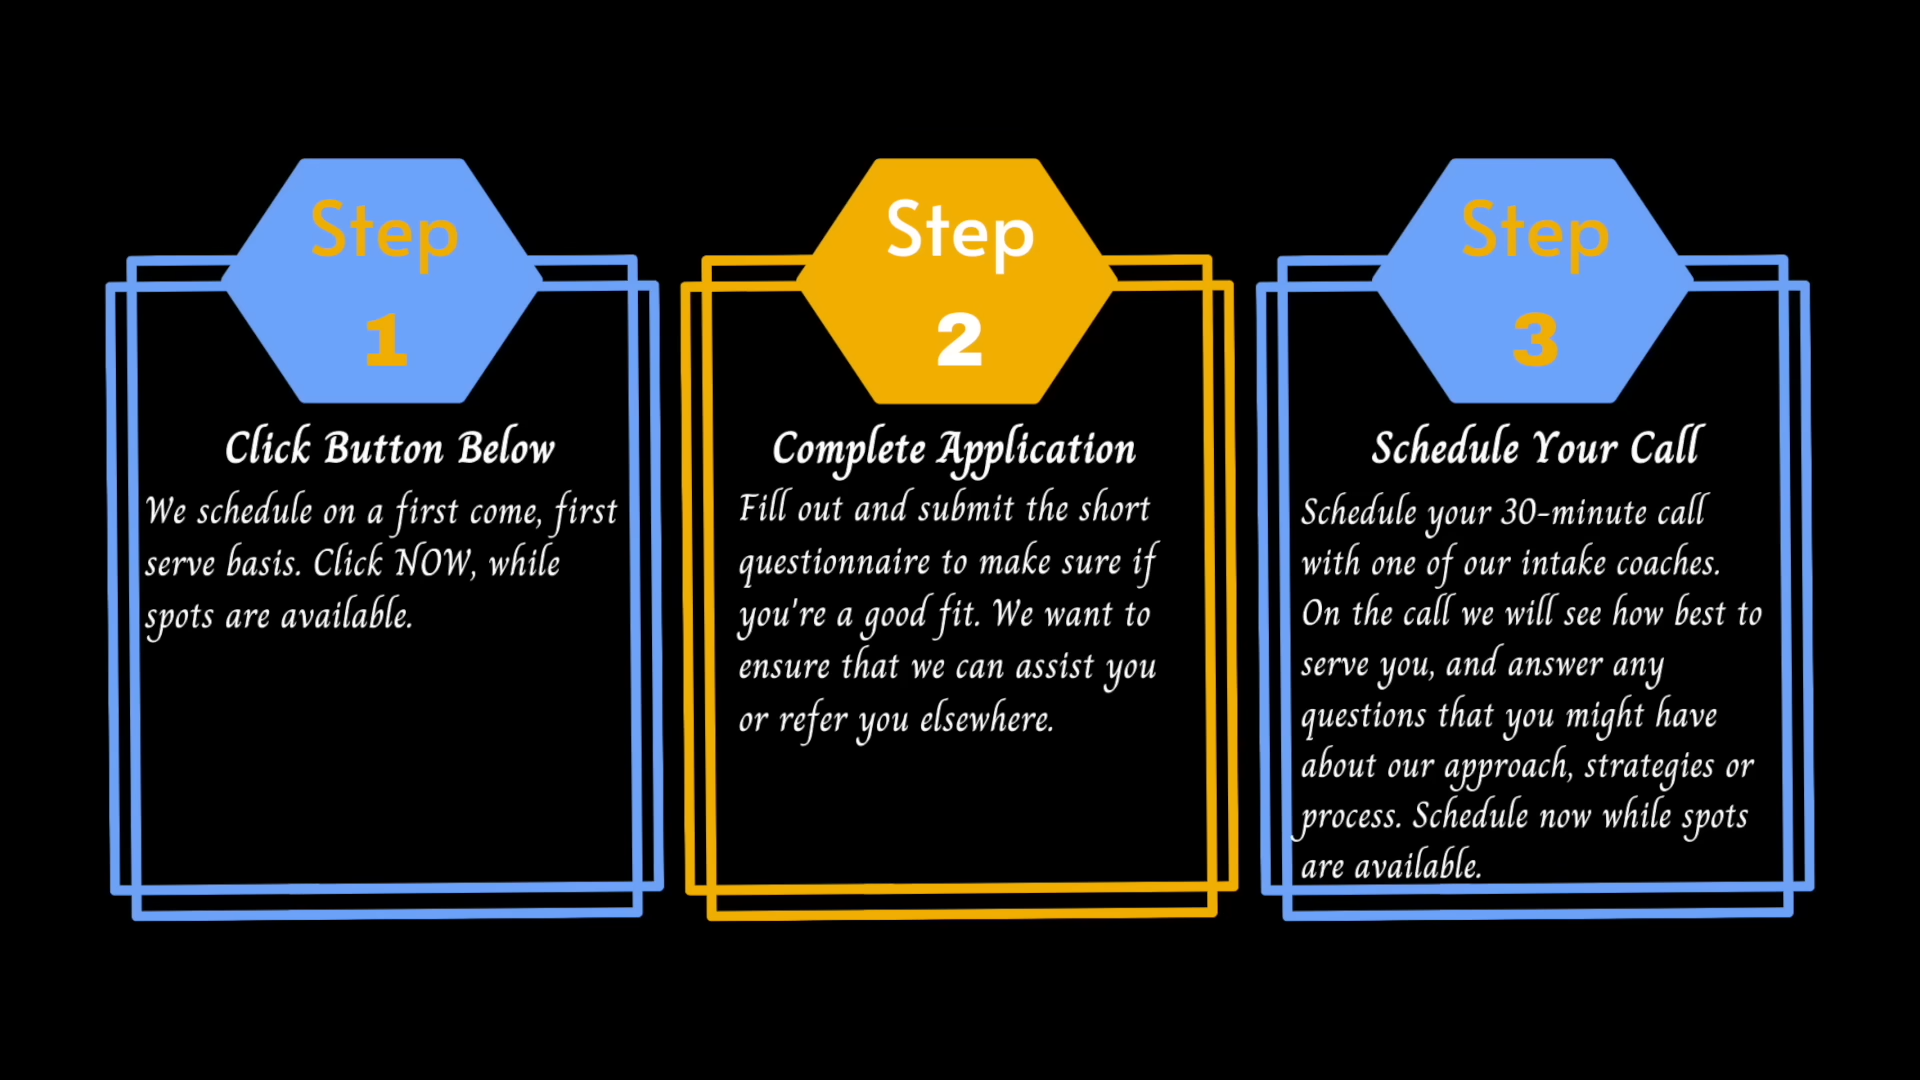 Step
1
Click Button Below
We schedule on a first come, first
serve basis. Click NOW, while
spots are available.
Step
2
Complete Application
Fill out and submit the short
questionnaire to make sure if
you're a good fit. We want to
ensure that we can assist you
or refer you elsewhere.
Step
3
Schedule Your Call
Schedule your 30-minute call
with one of our intake coaches.
On the call we will see how best to
serve you, and answer any
questions that you might have
about our approach, strategies or
process. Schedule now while spots
are available.